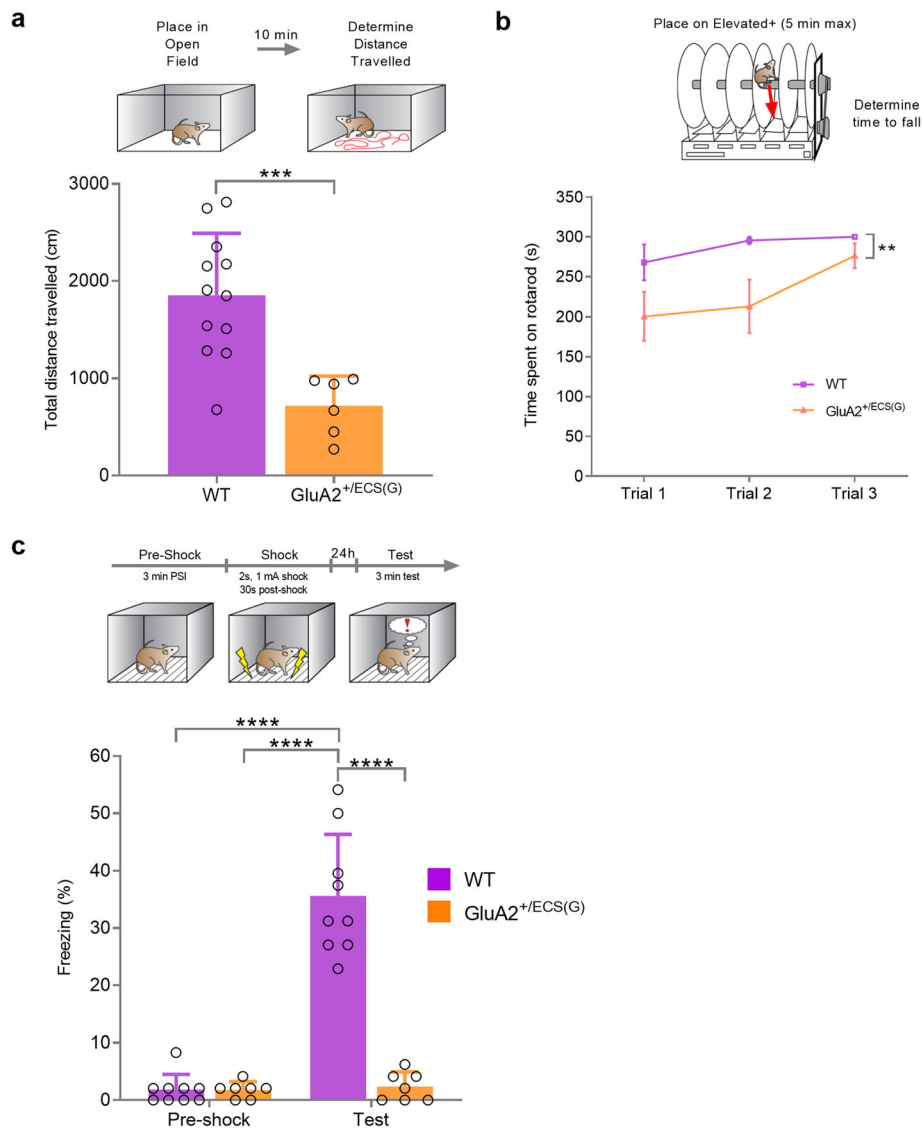 a
Place in
Open
Field
10 min
Determine
Distance
Travelled
***
3000
2000
1000
0
Total distance travelled (cm)
WT
GluA2+/ECS(G)
b
Place on Elevated+ (5 min max)
Determine
time to fall
350
300
250
200
150
100
50
0
Time spent on rotarod (s)
**
WT
GluA2+/ECS(G)
Trial 1
Trial 2
Trial 3
c
Pre-Shock
Shock
24h
Test
3 min PSI
2s, 1 mA shock
30s post-shock
3 min test
!
****
****
****
60
50
40
30
20
10
0
Freezing (%)
WT
GluA2+/ECS(G)
Pre-shock
Test